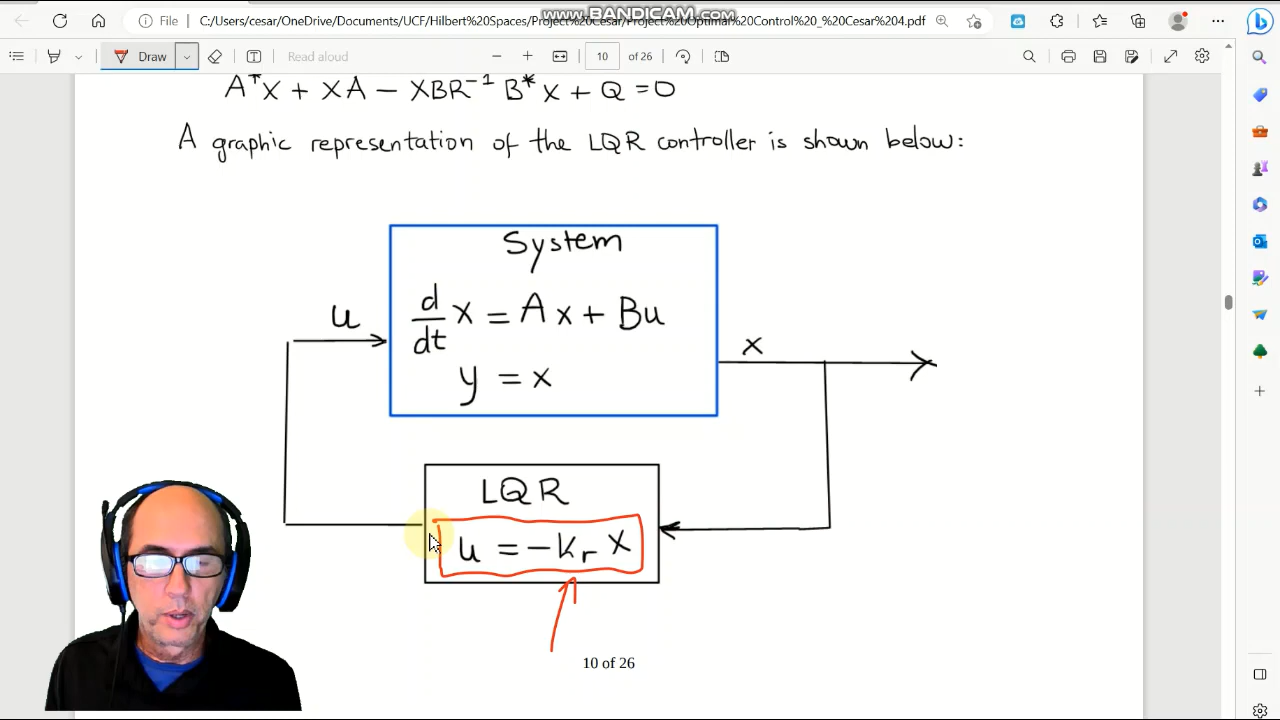 www.BANDICAM.com
File
C:/Users/cesar/OneDrive/Documents/UCF/Hilbert%20Spaces/Project%20Cesar/Project%20Optimal%20Control%20_%20Cesar%204.pdf
Draw
Read aloud
10 of 26
A*X + XA − XBR⁻¹ B*X + Q = 0
A graphic representation of the LQR controller is shown below:
System
u
d/dt x = Ax + Bu
x
y = x
LQR
u = −Kr x
10 of 26